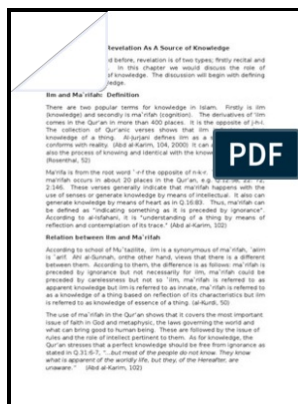 Revelation As A Source of Knowledge
d before, revelation is of two types; firstly recital and
. In this chapter we would discuss the role of
of knowledge. The discussion will begin with defining
edge.
Ilm and Ma'rifah: Definition
There are two popular terms for knowledge in Islam. Firstly is ilm
(knowledge) and secondly is ma'rifah (cognition). The derivatives of 'ilm
comes in the Qur'an in more than 400 places. It is the opposite of j-h-l.
The collection of Qur'anic verses shows that ilm
knowledge of a thing. Al-Jurjani defines ilm as a
conforms with reality. (Abd al-Karim, 104, 2000) It can a
also the process of knowing and identical with the know
(Rosenthal, 52)
PDF
Ma'rifa is from the root '-r-f the opposite of n-k-r.
ma'rifah occurs in about 20 places in the Qur'an, e.g.
2:146. These verses generally indicate that ma'rifah happens with the
use of senses or generate knowledge by means of intellectual. It also can
generate knowledge by means of heart as in Q.16:83. Thus, ma'rifah can
be defined as "indicating something as it is preceded by ignorance".
According to al-Isfahani, it is "understanding of a thing by means of
reflection and contemplation of its trace." (Abd al-Karim, 102)
Relation between Ilm and Ma'rifah
According to school of Mu'tazilite, ilm is a synonymous of ma'rifah, 'alim
is 'arif. Ahl al-Sunnah, on the other hand, views that there is a different
between them. According to them, the difference is as follows: ma'rifah is
preceded by ignorance but not necessarily for ilm, ma'rifah could be
preceded by carelessness but not so 'ilm, ma'rifah is referred to as
apparent knowledge but ilm is referred to as innate, ma'rifah is referred to
as a knowledge of a thing based on reflection of its characteristics but ilm
is referred to as knowledge of essence of a thing. (al-Kurdi, 50)
The use of ma'rifah in the Qur'an shows that it covers the most important
issue of faith in God and metaphysic, the laws governing the world and
what can bring good to human being. These are followed by the issue of
rules and the role of intellect pertinent to them. As for knowledge, the
Qur'an stresses that a perfect knowledge should be free from ignorance as
stated in Q.31:6-7, "...but most of the people do not know. They know
what is apparent of the worldly life, but they, of the Hereafter, are
unaware." (Abd al-Karim, 102)